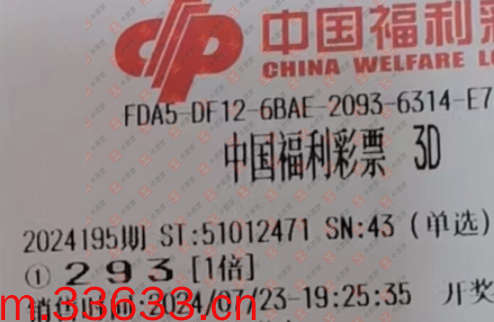 中国福利彩
CHINA WELFARE LO
FDA5-DF12-6BAE-2093-6314-E7
中国福利彩票 3D
2024195期 ST:51012471 SN:43 (单选)
① 2 9 3 [1倍]
:2024/07/23-19:25:35 开奖
m.33633.cn